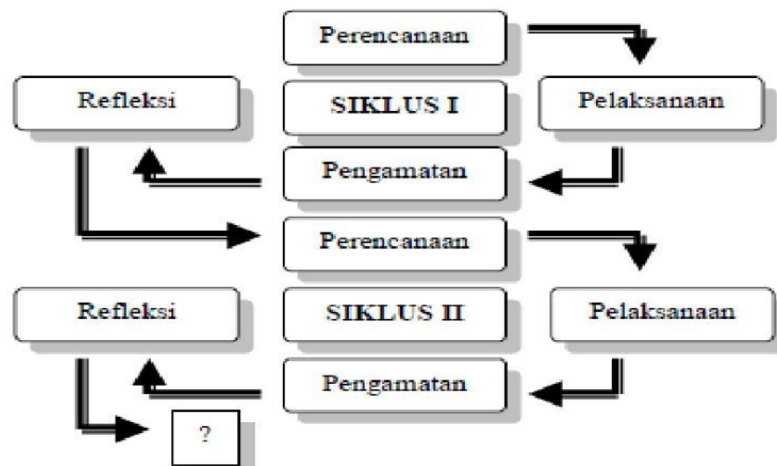 Perencanaan
Refleksi
SIKLUS I
Pelaksanaan
Pengamatan
Perencanaan
Refleksi
SIKLUS II
Pelaksanaan
Pengamatan
?